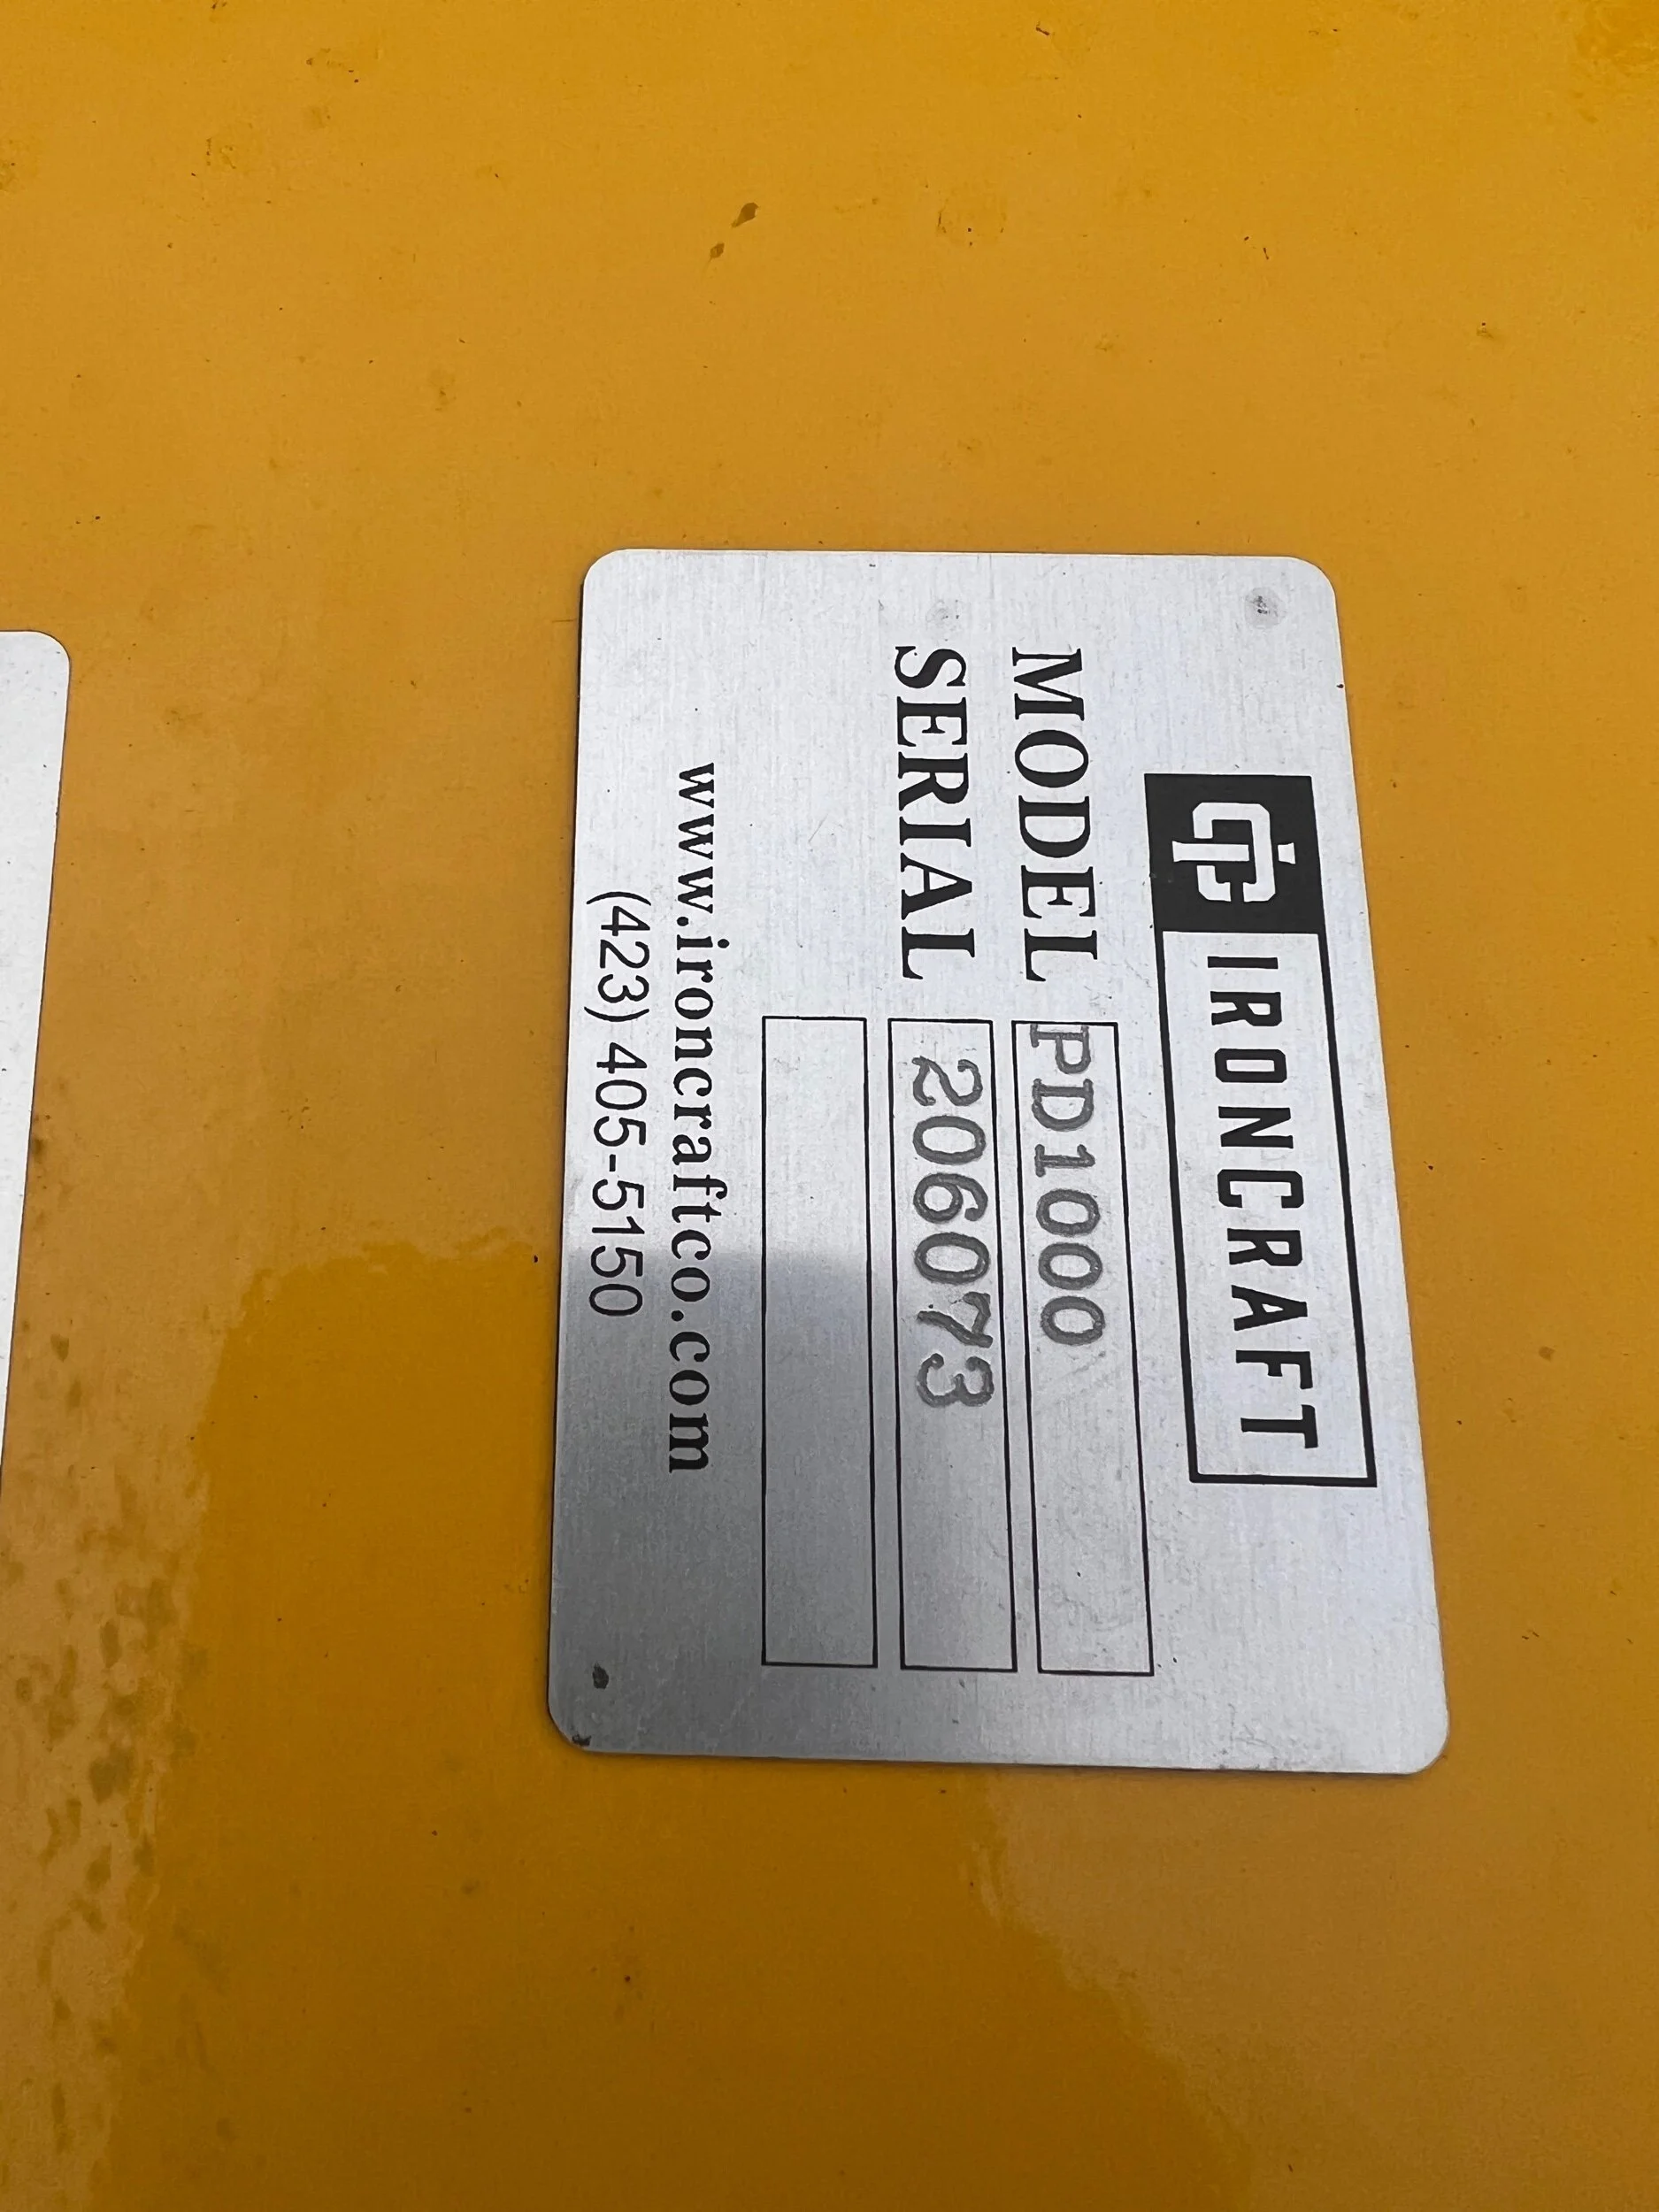 IRONCRAFT
MODEL PD1000
SERIAL 206073
www.ironcraftco.com
(423) 405-5150